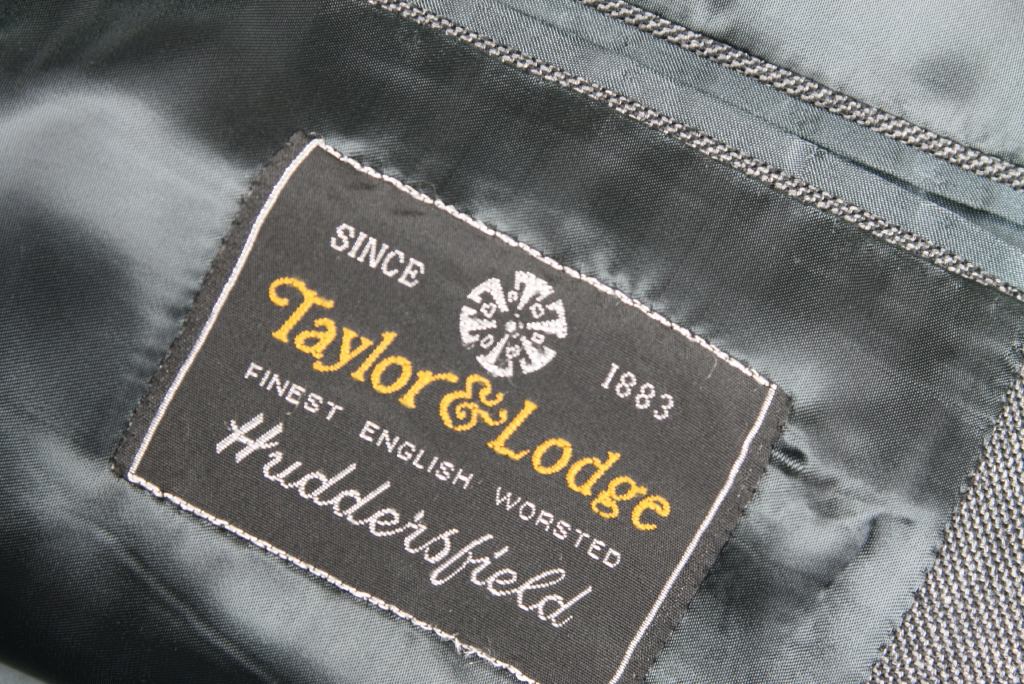 SINCE 1883
Taylor & Lodge
FINEST ENGLISH WORSTED
Huddersfield